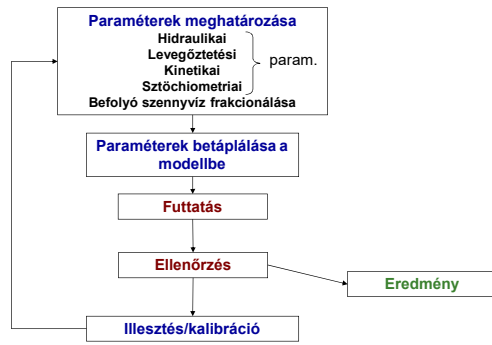 Paraméterek meghatározása
Hidraulikai
Levegőztetési
Kinetikai
Sztöchiometriai
param.
Befolyó szennyvíz frakcionálása
Paraméterek betáplálása a
modellbe
Futtatás
Ellenőrzés
Eredmény
Illesztés/kalibráció